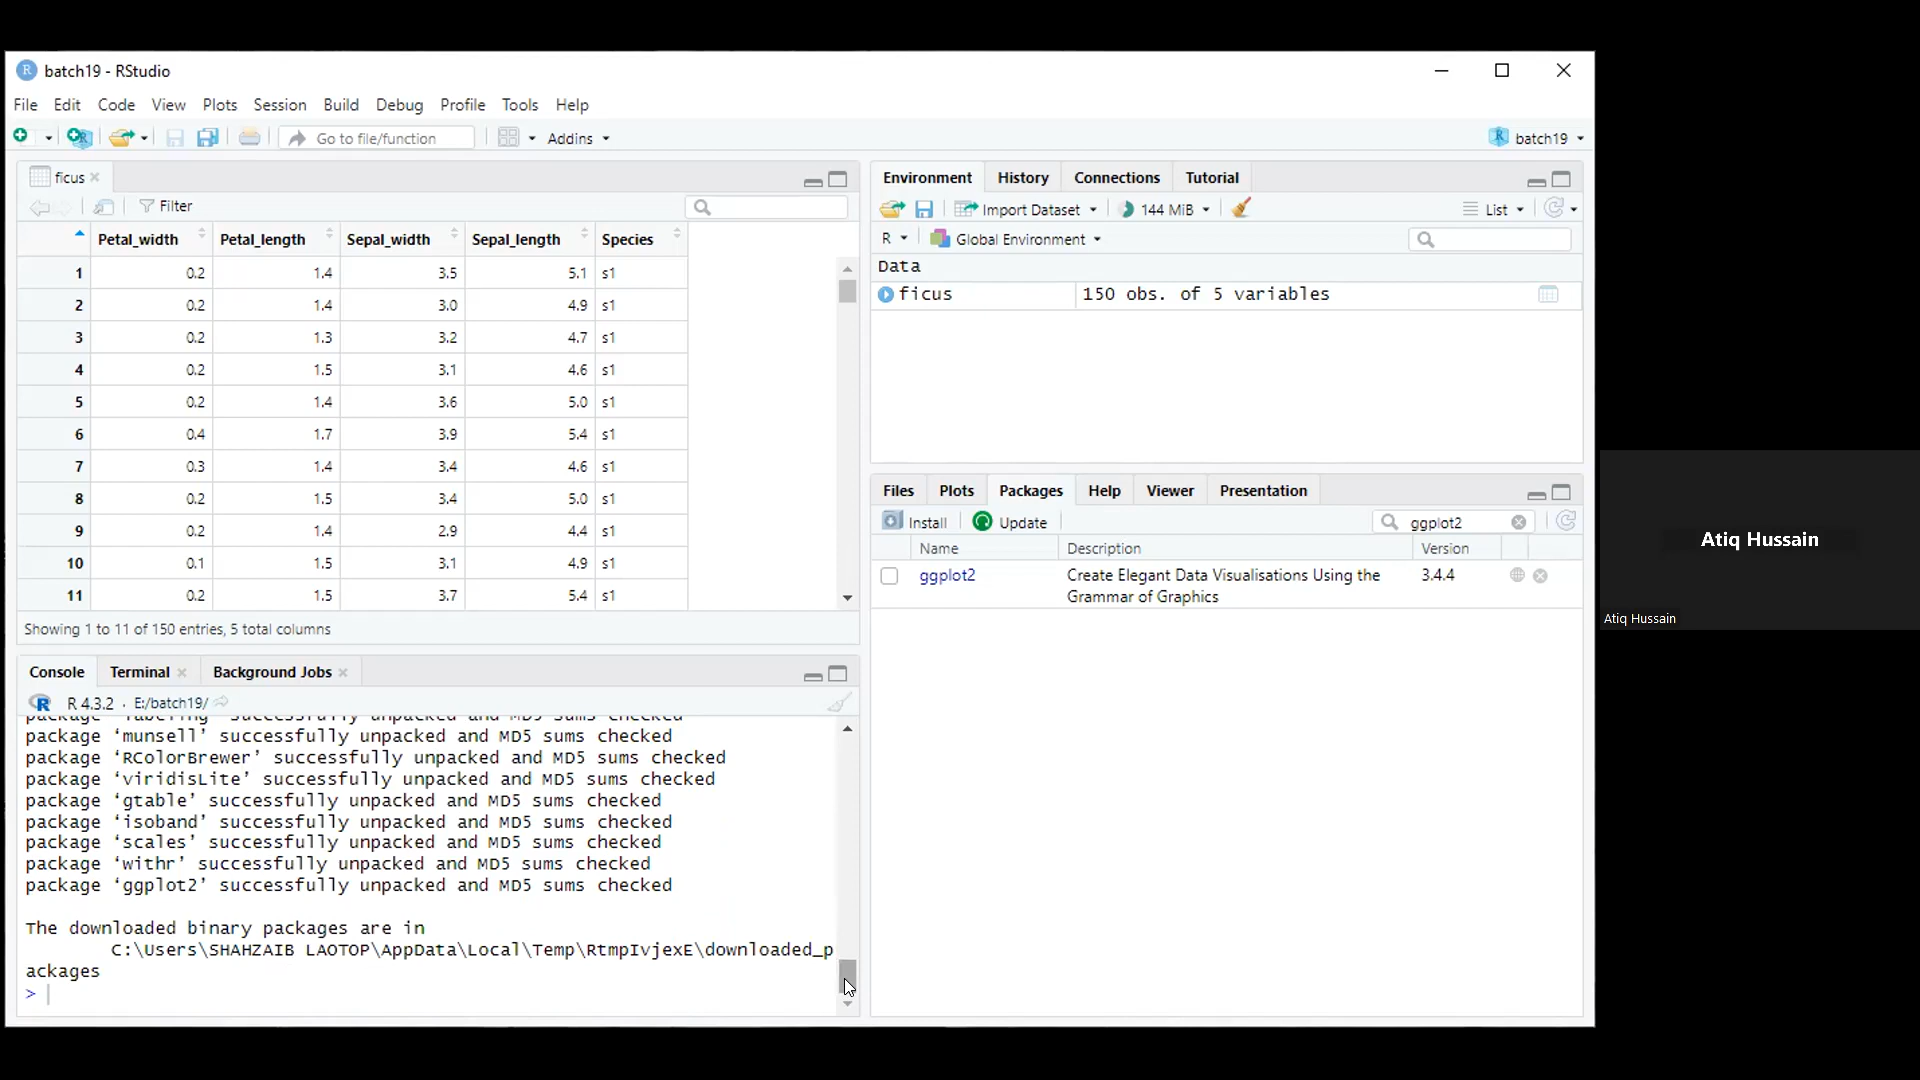 batch19 - RStudio
File Edit Code View Plots Session Build Debug Profile Tools Help
Go to file/function Addins batch19
ficus
Filter
Petal_width Petal_length Sepal_width Sepal_length Species
1 0.2 1.4 3.5 5.1 s1
2 0.2 1.4 3.0 4.9 s1
3 0.2 1.3 3.2 4.7 s1
4 0.2 1.5 3.1 4.6 s1
5 0.2 1.4 3.6 5.0 s1
6 0.4 1.7 3.9 5.4 s1
7 0.3 1.4 3.4 4.6 s1
8 0.2 1.5 3.4 5.0 s1
9 0.2 1.4 2.9 4.4 s1
10 0.1 1.5 3.1 4.9 s1
11 0.2 1.5 3.7 5.4 s1
Showing 1 to 11 of 150 entries, 5 total columns
Console Terminal Background Jobs
R 4.3.2 · E:/batch19/
package ‘labeling’ successfully unpacked and MD5 sums checked
package ‘munsell’ successfully unpacked and MD5 sums checked
package ‘RColorBrewer’ successfully unpacked and MD5 sums checked
package ‘viridisLite’ successfully unpacked and MD5 sums checked
package ‘gtable’ successfully unpacked and MD5 sums checked
package ‘isoband’ successfully unpacked and MD5 sums checked
package ‘scales’ successfully unpacked and MD5 sums checked
package ‘withr’ successfully unpacked and MD5 sums checked
package ‘ggplot2’ successfully unpacked and MD5 sums checked
The downloaded binary packages are in
C:\Users\SHAHZAIB LAOTOP\AppData\Local\Temp\RtmpIvjexE\downloaded_p
ackages
>
Environment History Connections Tutorial
Import Dataset 144 MiB List
R Global Environment
Data
ficus 150 obs. of 5 variables
Files Plots Packages Help Viewer Presentation
Install Update ggplot2
Name Description Version
ggplot2 Create Elegant Data Visualisations Using the 3.4.4
Grammar of Graphics
Atiq Hussain
Atiq Hussain